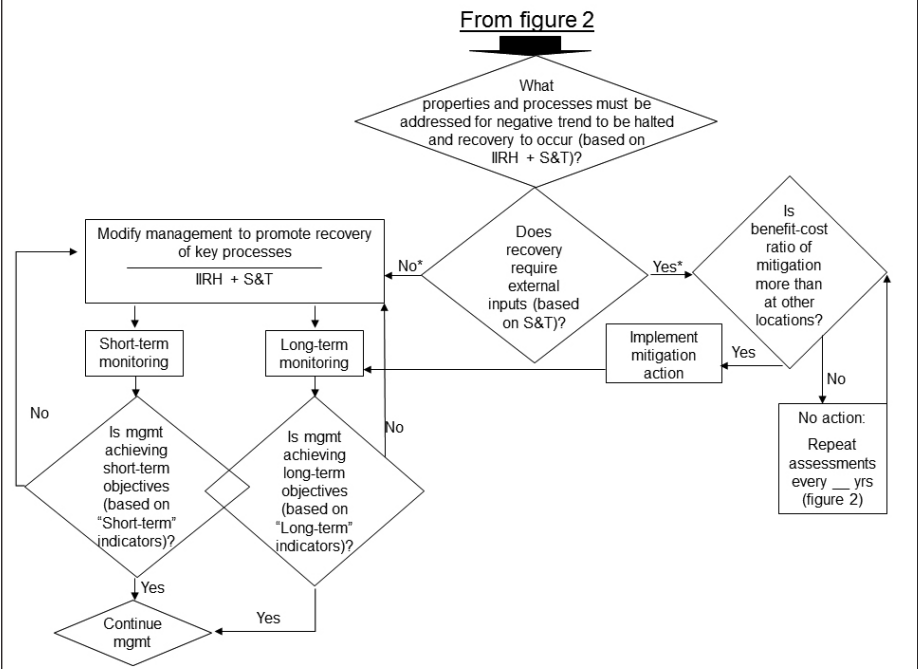 From figure 2
What
properties and processes must be
addressed for negative trend to be halted
and recovery to occur (based on
IIRH + S&T)?
Modify management to promote recovery
of key processes
IIRH + S&T
No*
Does
recovery
require
external
inputs (based
on S&T)?
Yes*
Is
benefit-cost
ratio of
mitigation
more than
at other
locations?
Short-term
monitoring
Long-term
monitoring
Implement
mitigation
action
Yes
No
No action:
Repeat
assessments
every __ yrs
(figure 2)
No
Is mgmt
achieving
short-term
objectives
(based on
“Short-term”
indicators)?
Is mgmt
achieving
long-term
objectives
(based on
“Long-term”
indicators)?
No
Yes
Continue
mgmt
Yes